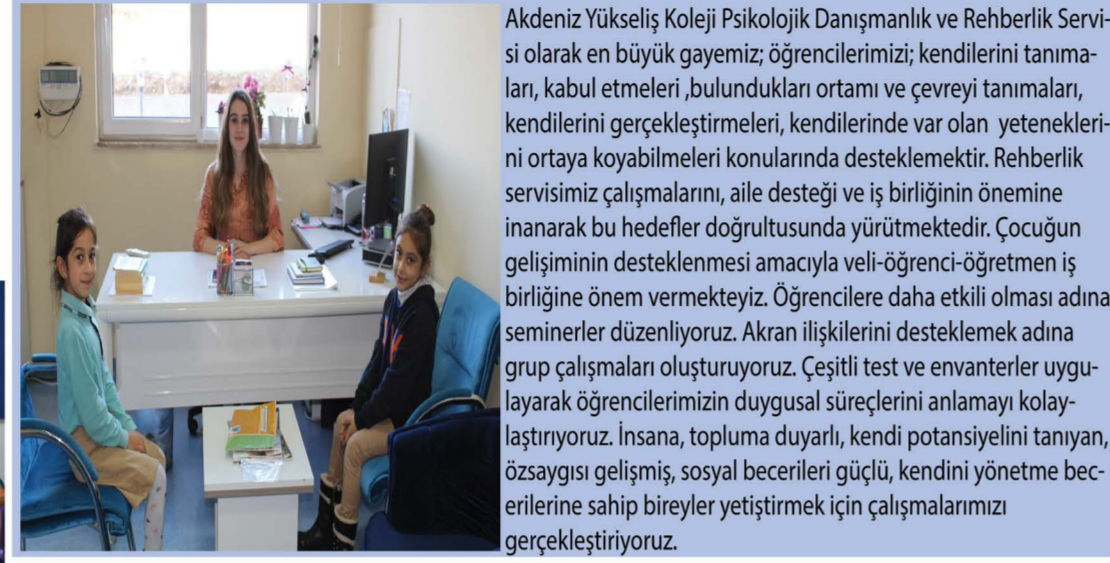 Akdeniz Yükseliş Koleji Psikolojik Danışmanlık ve Rehberlik Servi-
si olarak en büyük gayemiz; öğrencilerimizi; kendilerini tanıma-
ları, kabul etmeleri ,bulundukları ortamı ve çevreyi tanımaları,
kendilerini gerçekleştirmeleri, kendilerinde var olan  yetenekleri-
ni ortaya koyabilmeleri konularında desteklemektir. Rehberlik
servisimiz çalışmalarını, aile desteği ve iş birliğinin önemine
inanarak bu hedefler doğrultusunda yürütmektedir. Çocuğun
gelişiminin desteklenmesi amacıyla veli-öğrenci-öğretmen iş
birliğine önem vermekteyiz. Öğrencilere daha etkili olması adına
seminerler düzenliyoruz. Akran ilişkilerini desteklemek adına
grup çalışmaları oluşturuyoruz. Çeşitli test ve envanterler uygu-
layarak öğrencilerimizin duygusal süreçlerini anlamayı kolay-
laştırıyoruz. İnsana, topluma duyarlı, kendi potansiyelini tanıyan,
özsaygısı gelişmiş, sosyal becerileri güçlü, kendini yönetme bec-
erilerine sahip bireyler yetiştirmek için çalışmalarımızı
gerçekleştiriyoruz.